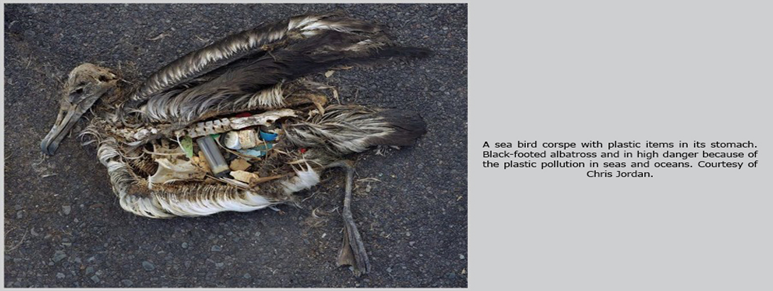 A sea bird corspe with plastic items in its stomach.
Black-footed albatross and in high danger because of
the plastic pollution in seas and oceans. Courtesy of
Chris Jordan.